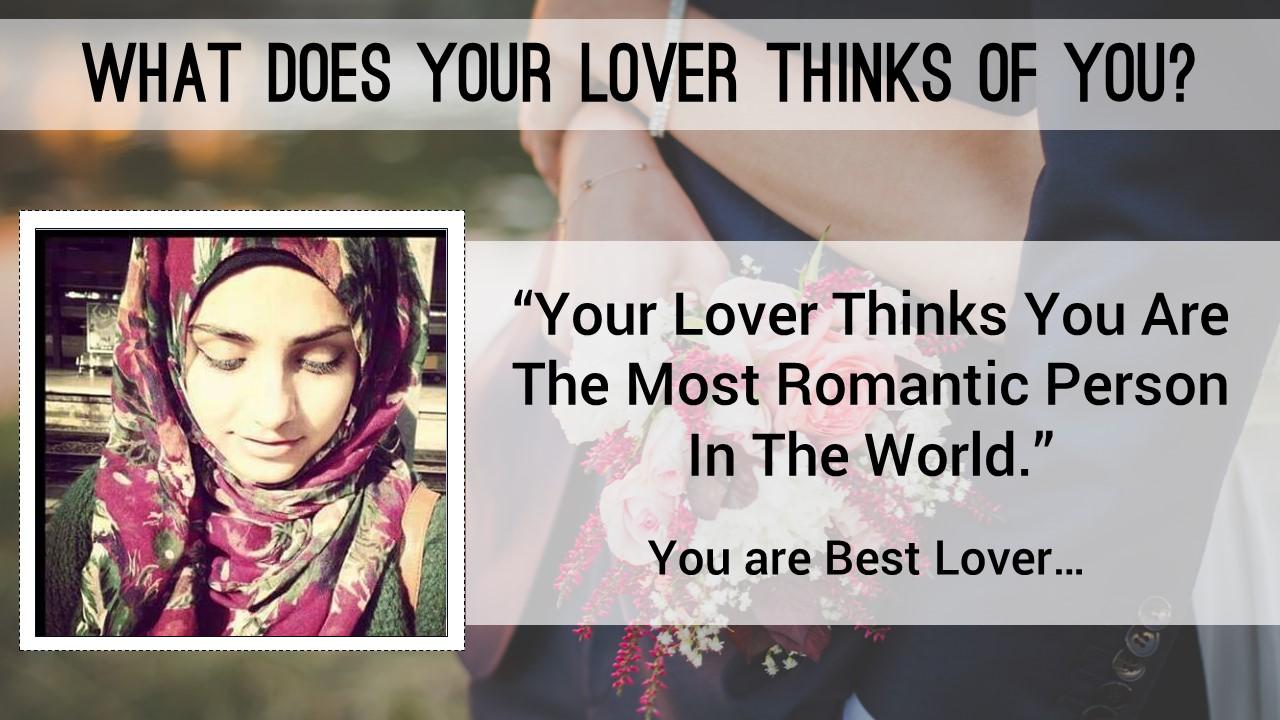 WHAT DOES YOUR LOVER THINKS OF YOU?
“Your Lover Thinks You Are
The Most Romantic Person
In The World.”
You are Best Lover...